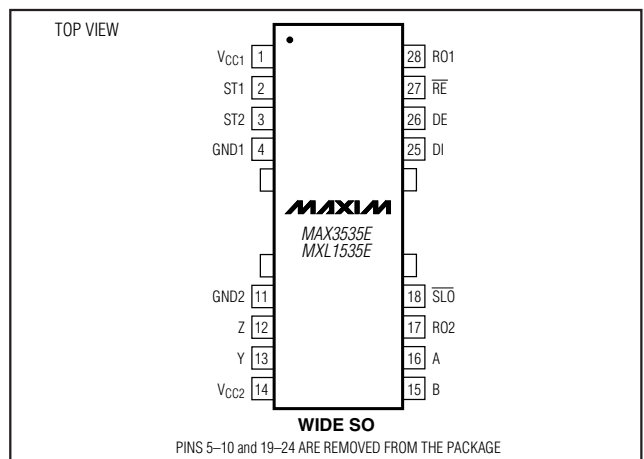 TOP VIEW
VCC1 1
28 RO1
ST1 2
27 R̅E̅
ST2 3
26 DE
GND1 4
25 DI
MAXIM
MAX3535E
MXL1535E
GND2 11
18 S̅L̅O̅
Z 12
17 RO2
Y 13
16 A
VCC2 14
15 B
WIDE SO
PINS 5–10 and 19–24 ARE REMOVED FROM THE PACKAGE